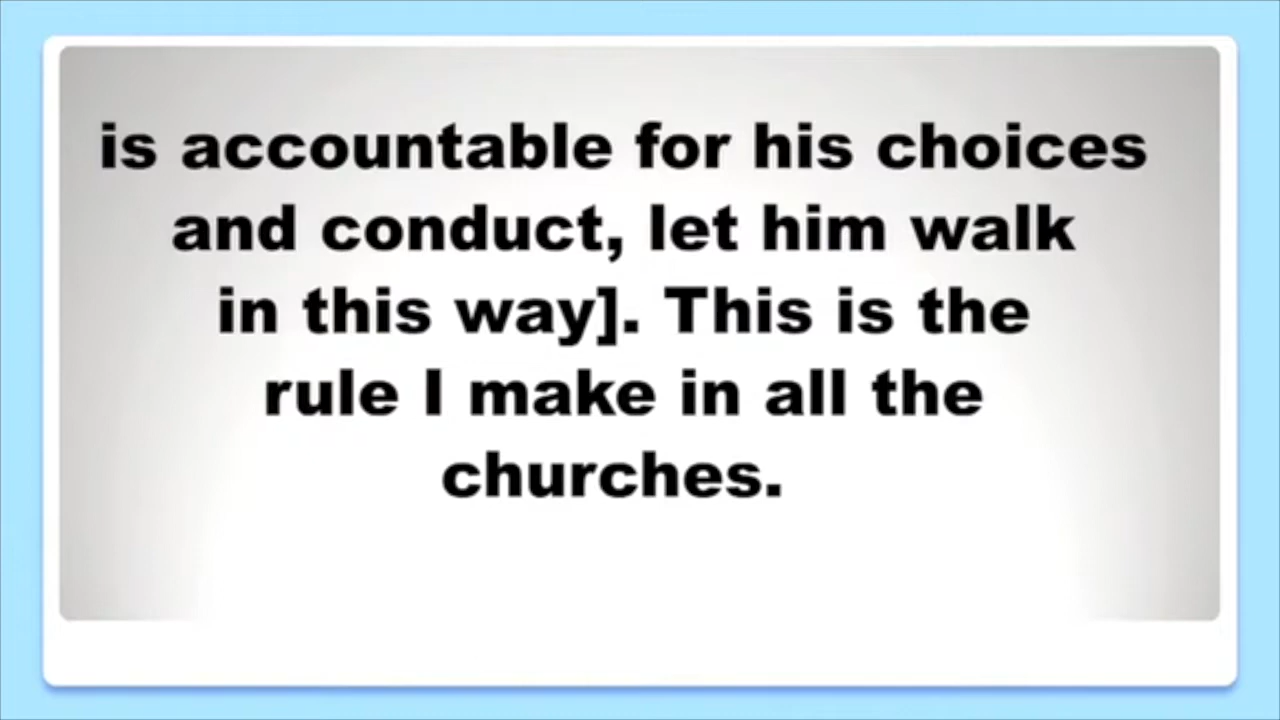 is accountable for his choices
and conduct, let him walk
in this way]. This is the
rule I make in all the
churches.